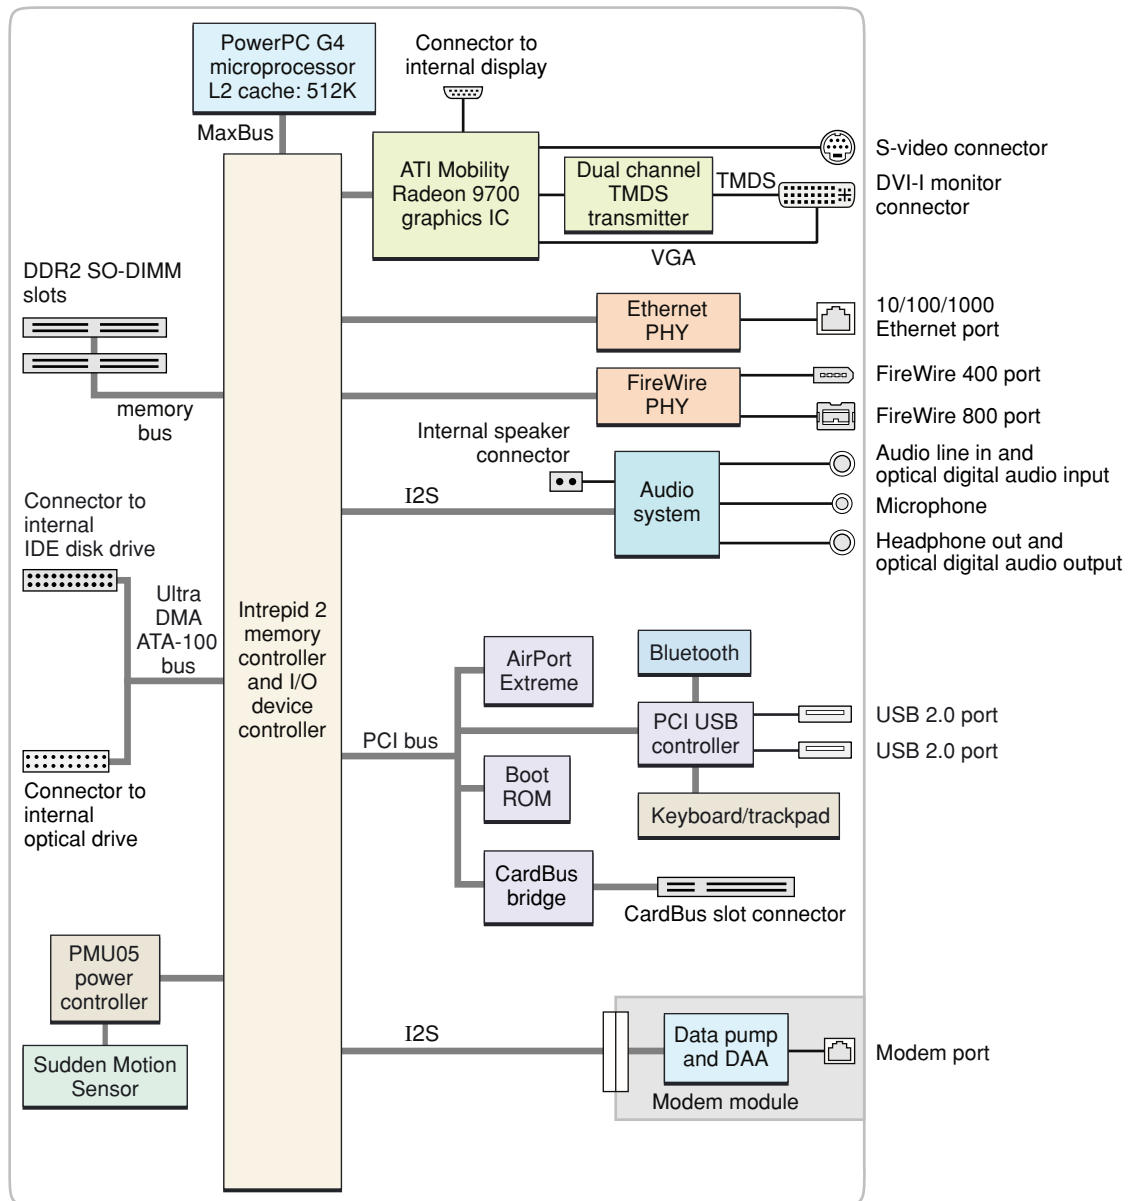 PowerPC G4
microprocessor
L2 cache: 512K
Connector to
internal display
MaxBus
ATI Mobility
Radeon 9700
graphics IC
Dual channel
TMDS
transmitter
TMDS
VGA
S-video connector
DVI-I monitor
connector
DDR2 SO-DIMM
slots
memory
bus
Ethernet
PHY
10/100/1000
Ethernet port
FireWire
PHY
FireWire 400 port
FireWire 800 port
Internal speaker
connector
I2S
Audio
system
Audio line in and
optical digital audio input
Microphone
Headphone out and
optical digital audio output
Connector to
internal
IDE disk drive
Ultra
DMA
ATA-100
bus
Connector to
internal
optical drive
Intrepid 2
memory
controller
and I/O
device
controller
PCI bus
AirPort
Extreme
Bluetooth
PCI USB
controller
USB 2.0 port
USB 2.0 port
Boot
ROM
Keyboard/trackpad
CardBus
bridge
CardBus slot connector
PMU05
power
controller
Sudden Motion
Sensor
I2S
Data pump
and DAA
Modem module
Modem port